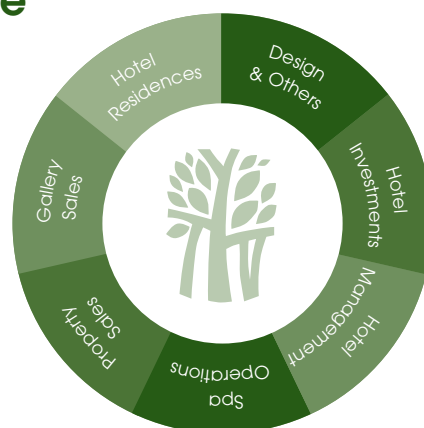 e
Design
& Others
Hotel
Investments
Hotel
Management
Spa
Operations
Property
Sales
Gallery
Sales
Hotel
Residences